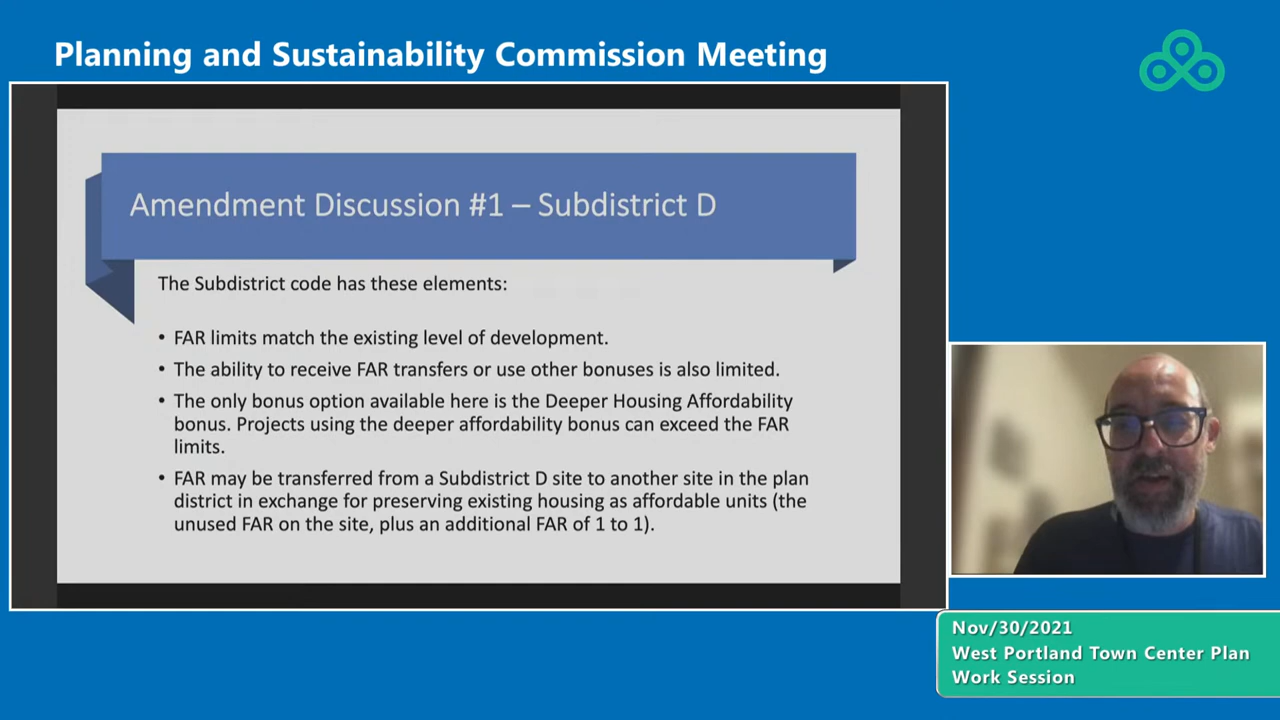 Planning and Sustainability Commission Meeting
Amendment Discussion #1 – Subdistrict D
The Subdistrict code has these elements:
• FAR limits match the existing level of development.
• The ability to receive FAR transfers or use other bonuses is also limited.
• The only bonus option available here is the Deeper Housing Affordability
bonus. Projects using the deeper affordability bonus can exceed the FAR
limits.
• FAR may be transferred from a Subdistrict D site to another site in the plan
district in exchange for preserving existing housing as affordable units (the
unused FAR on the site, plus an additional FAR of 1 to 1).
Nov/30/2021
West Portland Town Center Plan
Work Session